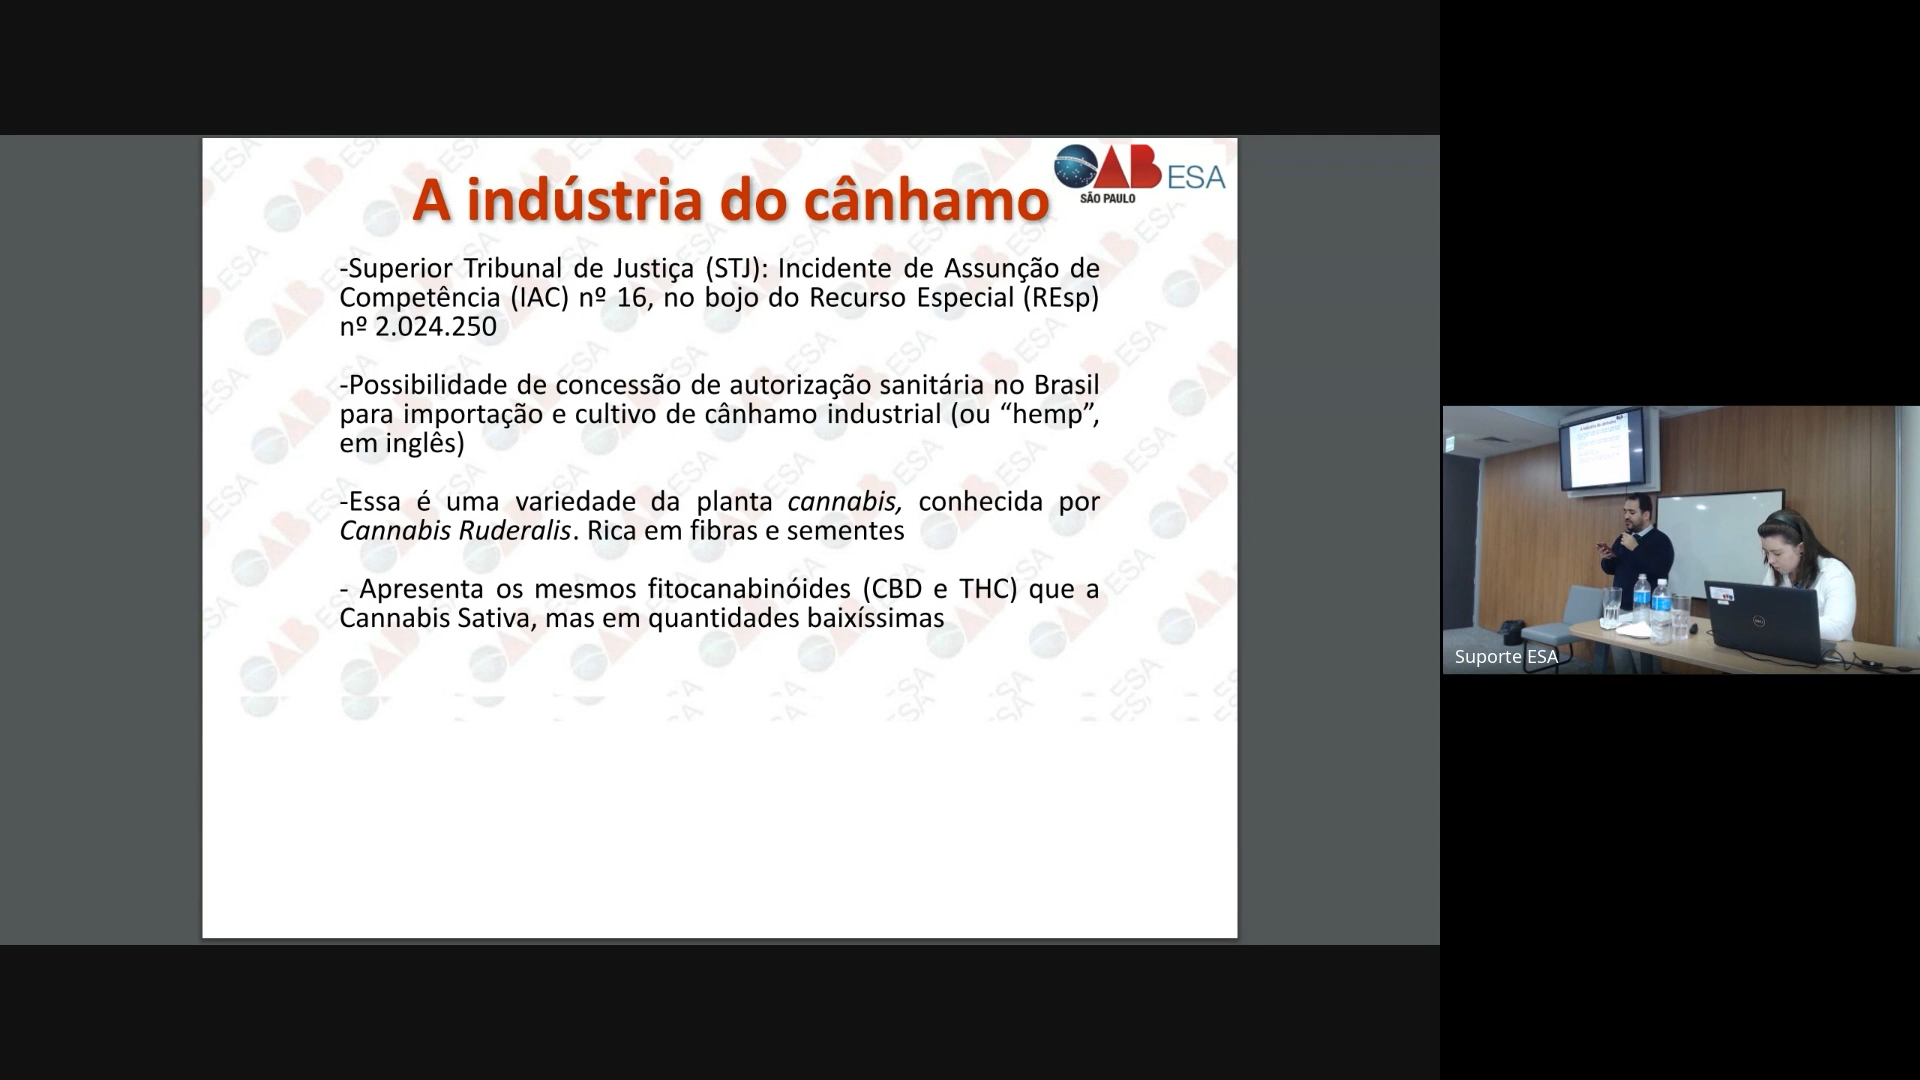 A indústria do cânhamo
OAB ESA
SÃO PAULO
-Superior Tribunal de Justiça (STJ): Incidente de Assunção de
Competência (IAC) nº 16, no bojo do Recurso Especial (REsp)
nº 2.024.250
-Possibilidade de concessão de autorização sanitária no Brasil
para importação e cultivo de cânhamo industrial (ou “hemp”,
em inglês)
-Essa é uma variedade da planta cannabis, conhecida por
Cannabis Ruderalis. Rica em fibras e sementes
- Apresenta os mesmos fitocanabinóides (CBD e THC) que a
Cannabis Sativa, mas em quantidades baixíssimas
Suporte ESA